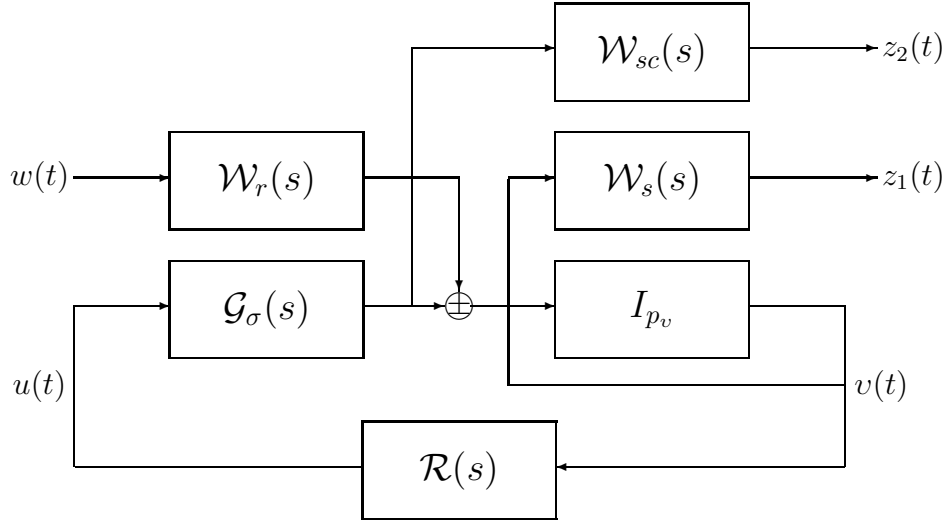 𝒲_{sc}(s)
z_2(t)
w(t)
𝒲_r(s)
𝒲_s(s)
z_1(t)
𝒢_σ(s)
I_{p_υ}
u(t)
υ(t)
ℛ(s)